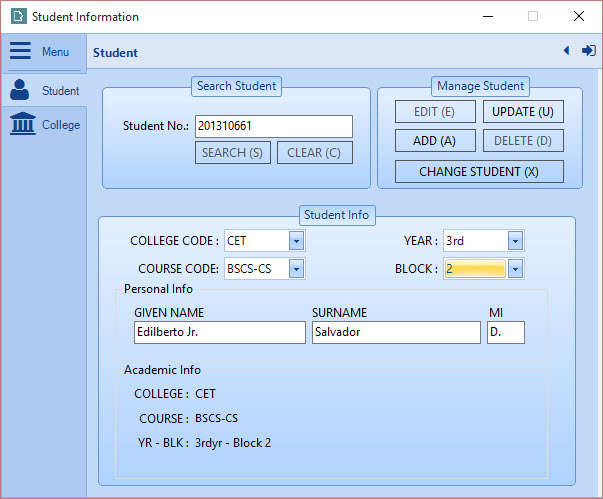 Student Information
Menu
Student
Student
College
Search Student
Student No.: 201310661
SEARCH (S) CLEAR (C)
Manage Student
EDIT (E) UPDATE (U)
ADD (A) DELETE (D)
CHANGE STUDENT (X)
Student Info
COLLEGE CODE : CET YEAR : 3rd
COURSE CODE: BSCS-CS BLOCK : 2
Personal Info
GIVEN NAME SURNAME MI
Edilberto Jr. Salvador D.
Academic Info
COLLEGE : CET
COURSE : BSCS-CS
YR - BLK : 3rdyr - Block 2